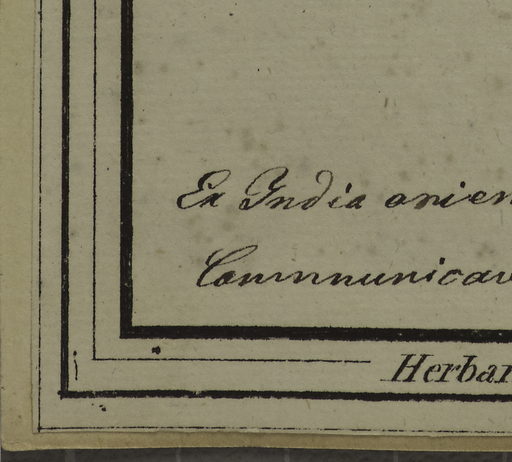 Ex India orien
Communicav
Herbar